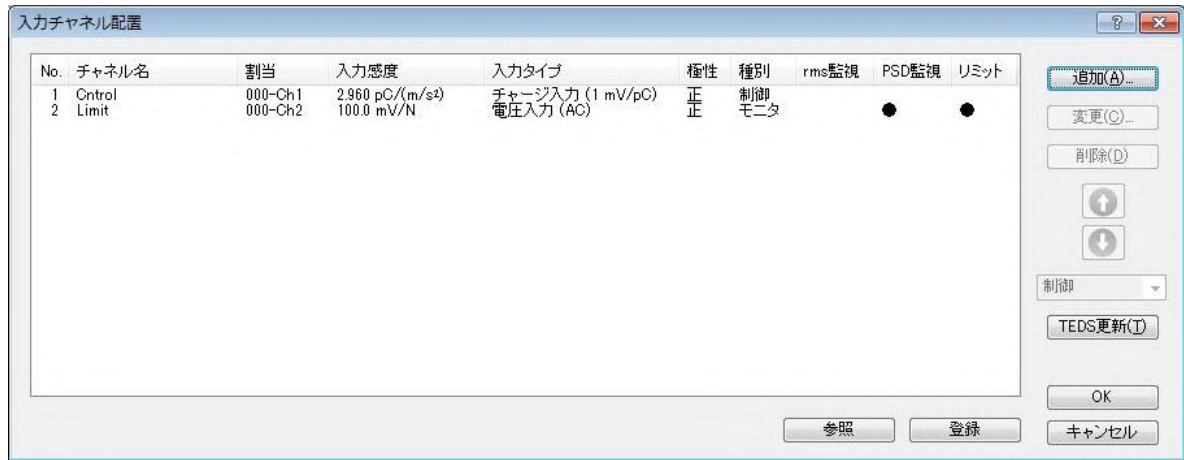 入力チャネル配置
No. チャネル名 割当 入力感度 入力タイプ 極性 種別 rms監視 PSD監視 リミット
1 Cntrol 000-Ch1 2.960 pC/(m/s²) チャージ入力 (1 mV/pC) 正 制御
2 Limit 000-Ch2 100.0 mV/N 電圧入力 (AC) 正 モニタ ● ●
追加(A)...
変更(C)...
削除(D)
制御
TEDS更新(T)
OK
参照 登録 キャンセル